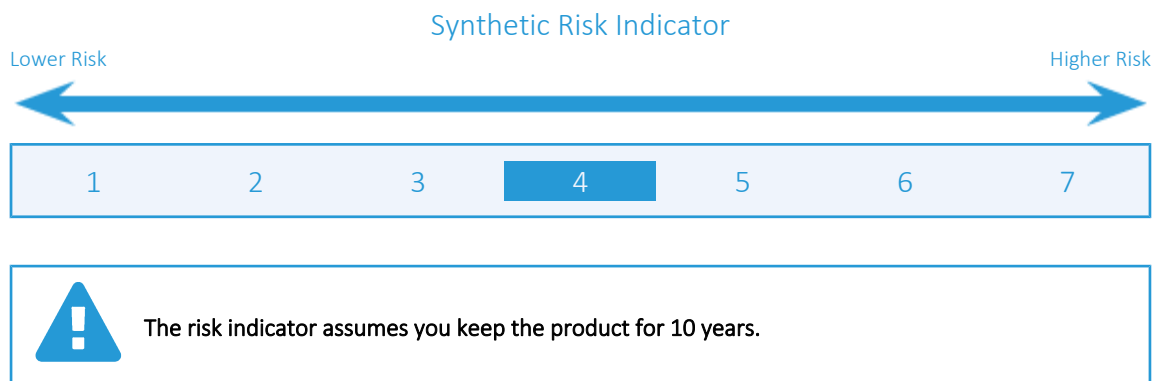 Synthetic Risk Indicator
Lower Risk Higher Risk
1 2 3 4 5 6 7
The risk indicator assumes you keep the product for 10 years.